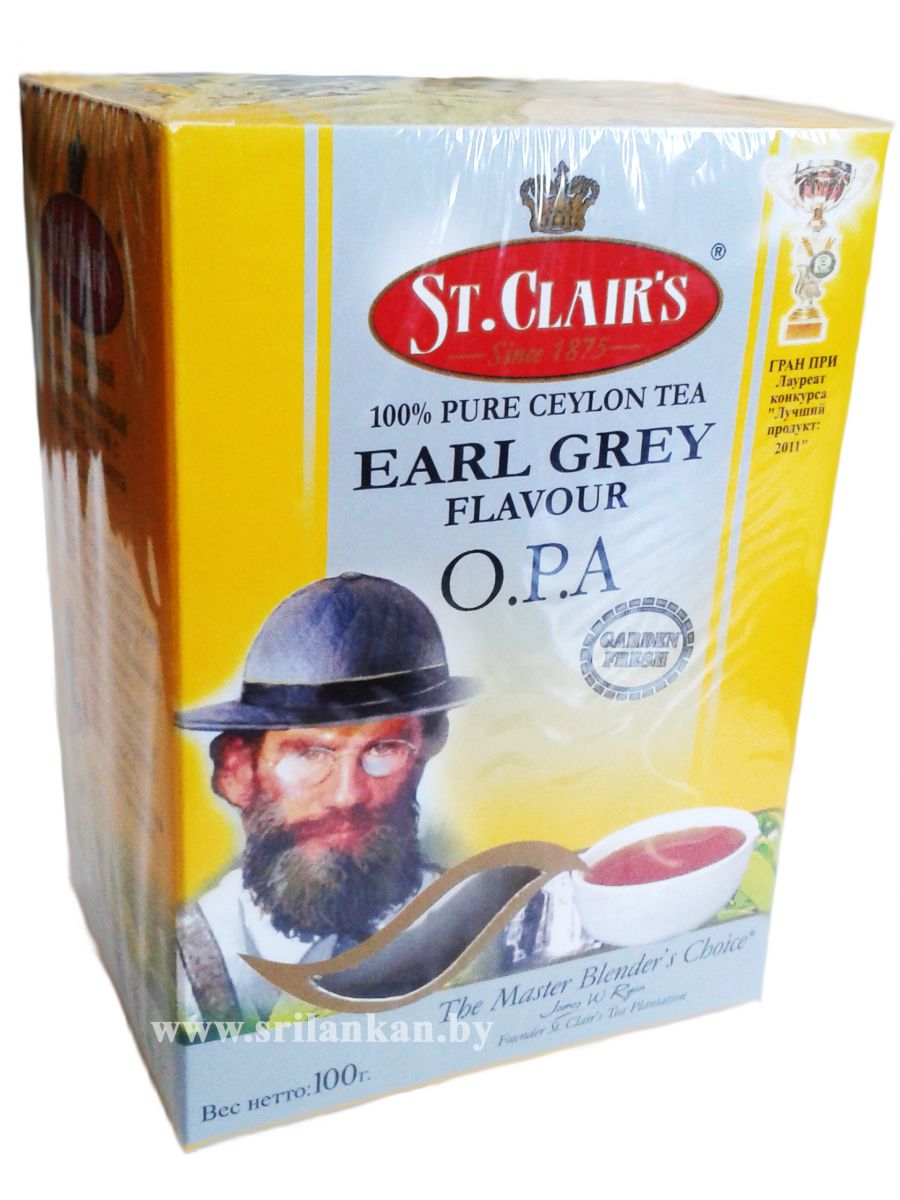 ST. CLAIR'S
®
Since 1875
100% PURE CEYLON TEA
EARL GREY
FLAVOUR
O.P.A
GARDEN
FRESH
ГРАН ПРИ
Лауреат
конкурса
"Лучший
продукт:
2011"
The Master Blender's Choice
James W Ryan
Founder St. Clair's Tea Plantation
www.srilankan.by
Вес нетто: 100г.